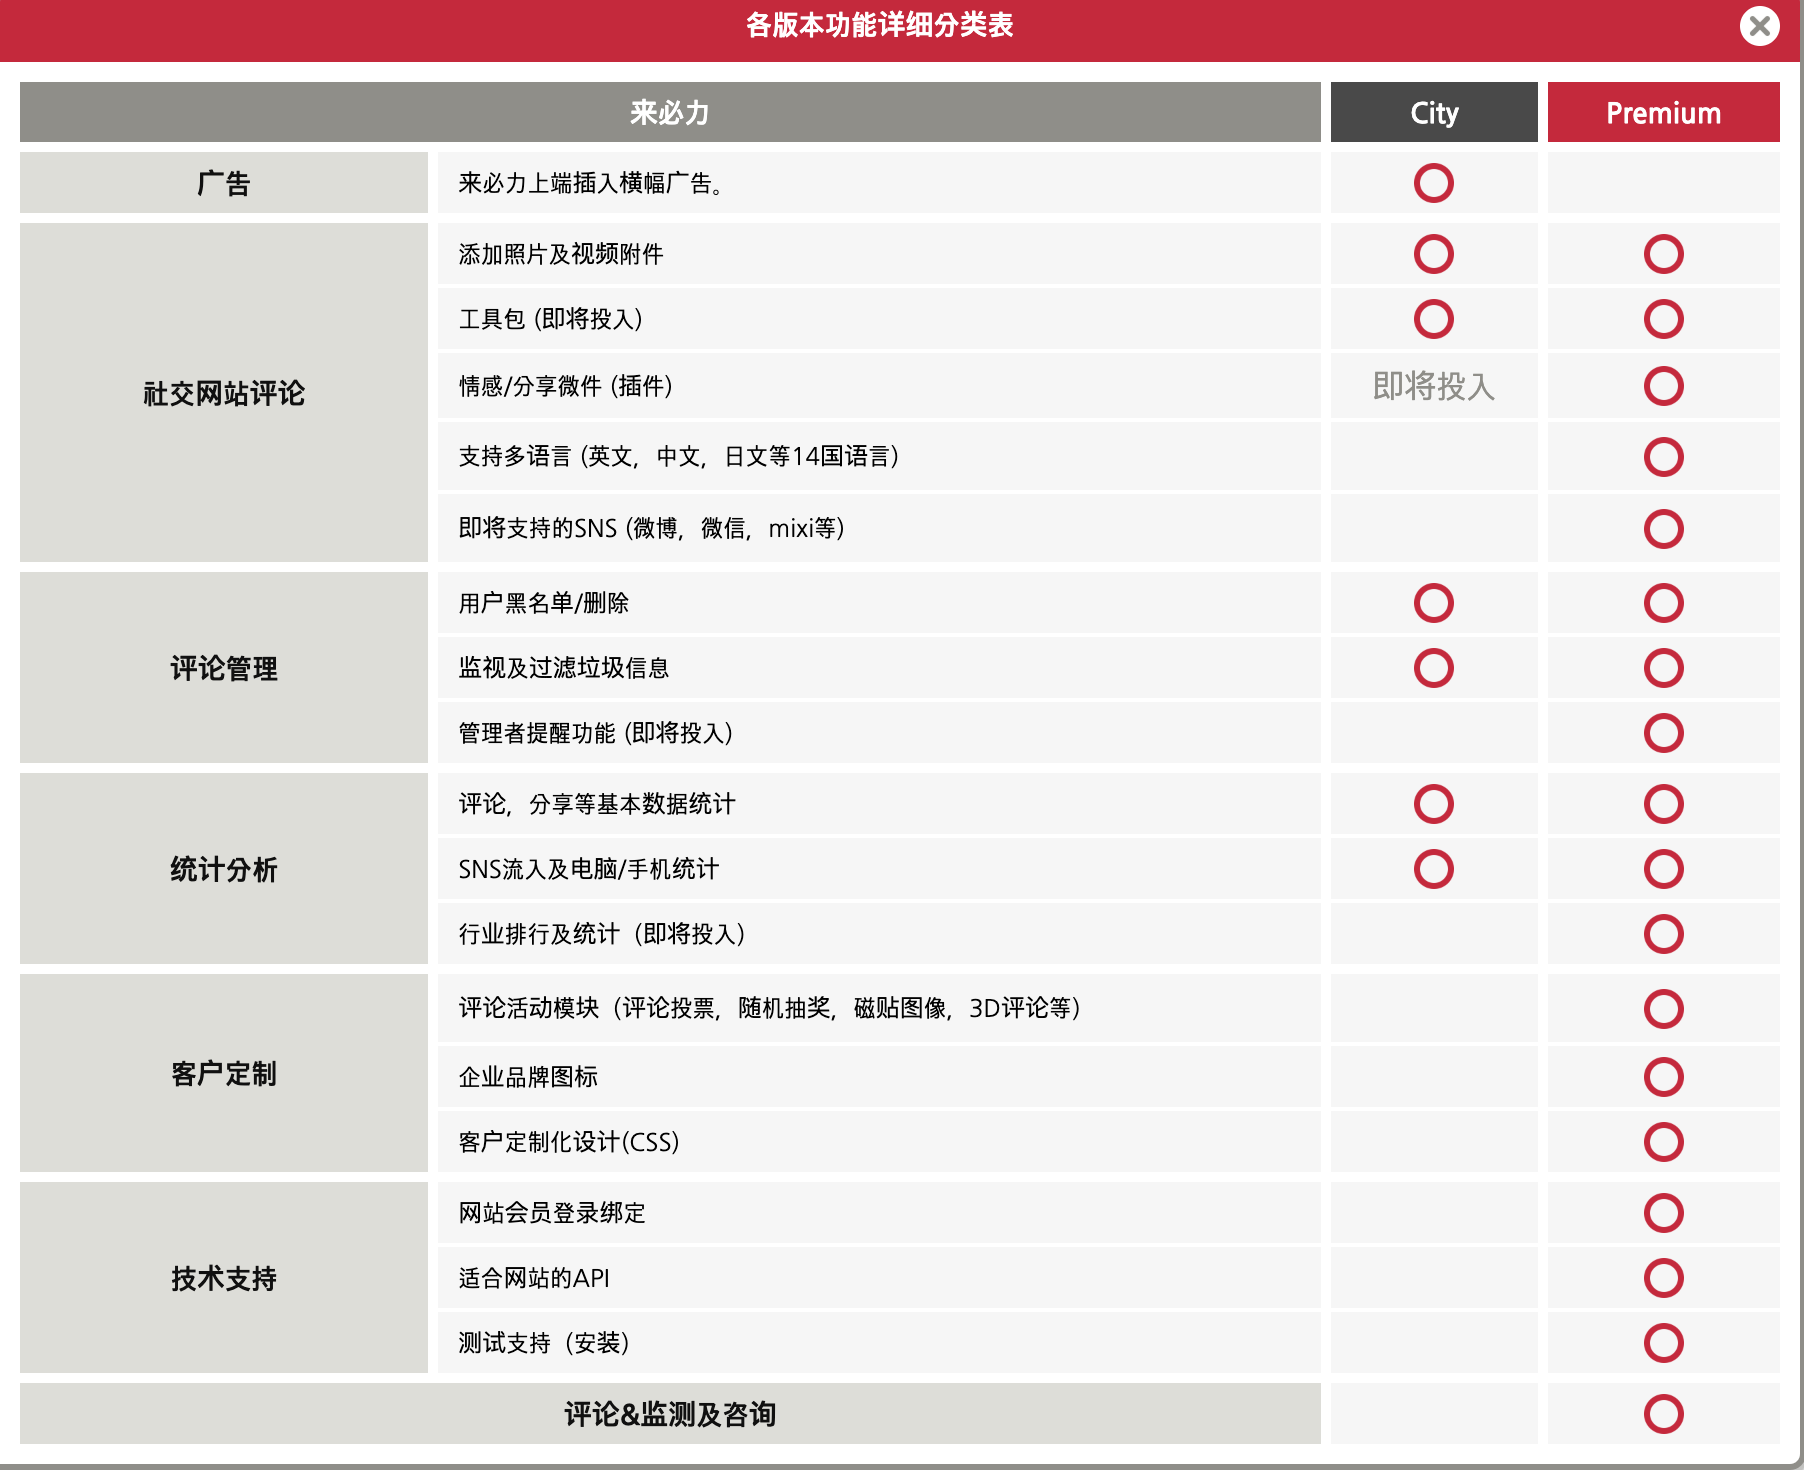 各版本功能详细分类表
来必力
City
Premium
广告
来必力上端插入横幅广告。
社交网站评论
添加照片及视频附件
工具包 (即将投入)
情感/分享微件 (插件)
即将投入
支持多语言 (英文，中文，日文等14国语言)
即将支持的SNS (微博，微信，mixi等)
评论管理
用户黑名单/删除
监视及过滤垃圾信息
管理者提醒功能 (即将投入)
统计分析
评论，分享等基本数据统计
SNS流入及电脑/手机统计
行业排行及统计（即将投入）
客户定制
评论活动模块（评论投票，随机抽奖，磁贴图像，3D评论等）
企业品牌图标
客户定制化设计(CSS)
技术支持
网站会员登录绑定
适合网站的API
测试支持（安装）
评论&监测及咨询